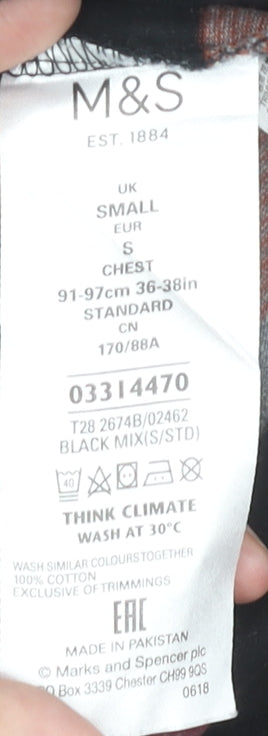 M&S
EST. 1884
UK
SMALL
EUR
S
CHEST
91-97cm 36-38in
STANDARD
CN
170/88A
03314470
T28 2674B/02462
BLACK MIX(S/STD)
40
THINK CLIMATE
WASH AT 30°C
WASH SIMILAR COLOURS TOGETHER
100% COTTON
EXCLUSIVE OF TRIMMINGS
EAC
MADE IN PAKISTAN
© Marks and Spencer plc
PO Box 3339 Chester CH99 9QS
0618